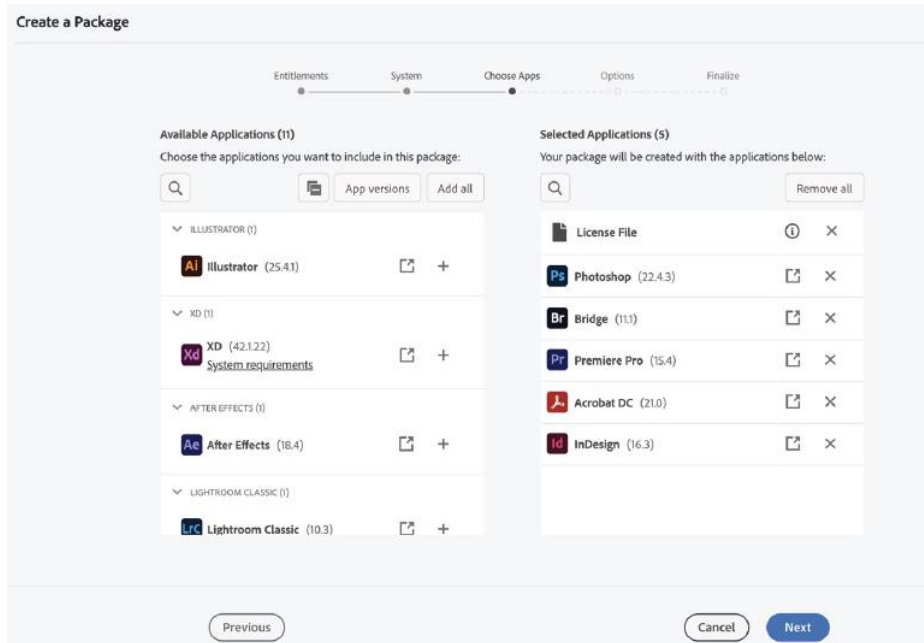 Create a Package
Entitlements System Choose Apps Options Finalize
Available Applications (11)
Choose the applications you want to include in this package:
App versions Add all
ILLUSTRATOR (1)
Ai Illustrator (25.4.1)
XD (1)
Xd XD (42.1.22)
System requirements
AFTER EFFECTS (1)
Ae After Effects (18.4)
LIGHTROOM CLASSIC (1)
LrC Lightroom Classic (10.3)
Selected Applications (5)
Your package will be created with the applications below:
Remove all
License File
Ps Photoshop (22.4.3)
Br Bridge (11.1)
Pr Premiere Pro (15.4)
Acrobat DC (21.0)
Id InDesign (16.3)
Previous Cancel Next